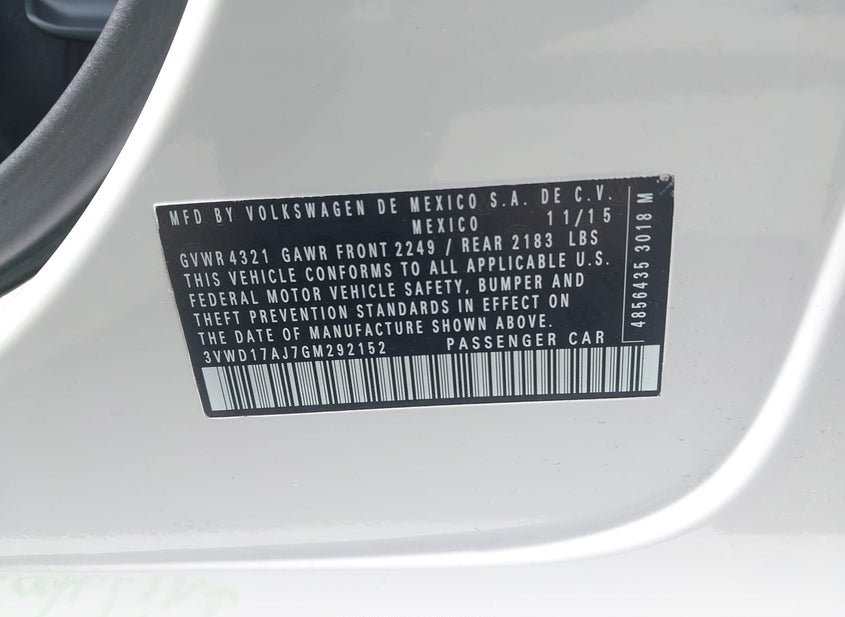 MFD BY VOLKSWAGEN DE MEXICO S.A. DE C.V.
MEXICO 11/15
GVWR 4321 GAWR FRONT 2249 / REAR 2183 LBS
THIS VEHICLE CONFORMS TO ALL APPLICABLE U.S.
FEDERAL MOTOR VEHICLE SAFETY, BUMPER AND
THEFT PREVENTION STANDARDS IN EFFECT ON
THE DATE OF MANUFACTURE SHOWN ABOVE.
3VWD17AJ7GM292152 PASSENGER CAR
4856435 3018 M